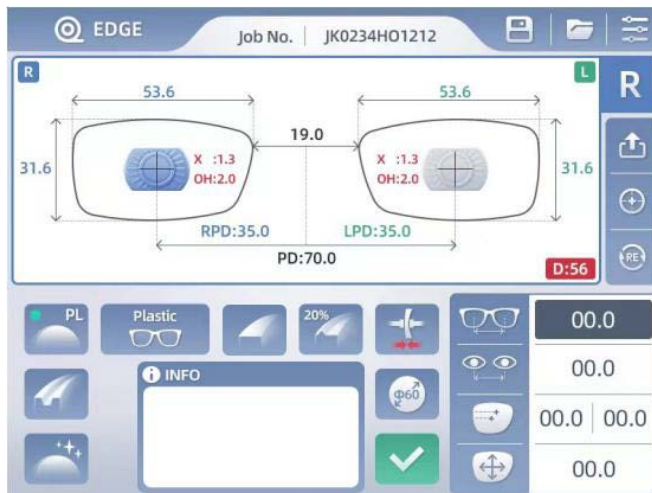 EDGE
Job No. JK0234HO1212
R
L
R
53.6
53.6
19.0
31.6
X :1.3
OH:2.0
X :1.3
OH:2.0
31.6
RPD:35.0
LPD:35.0
PD:70.0
RE
D:56
PL
Plastic
20%
00.0
INFO
00.0
Φ60
00.0 00.0
00.0